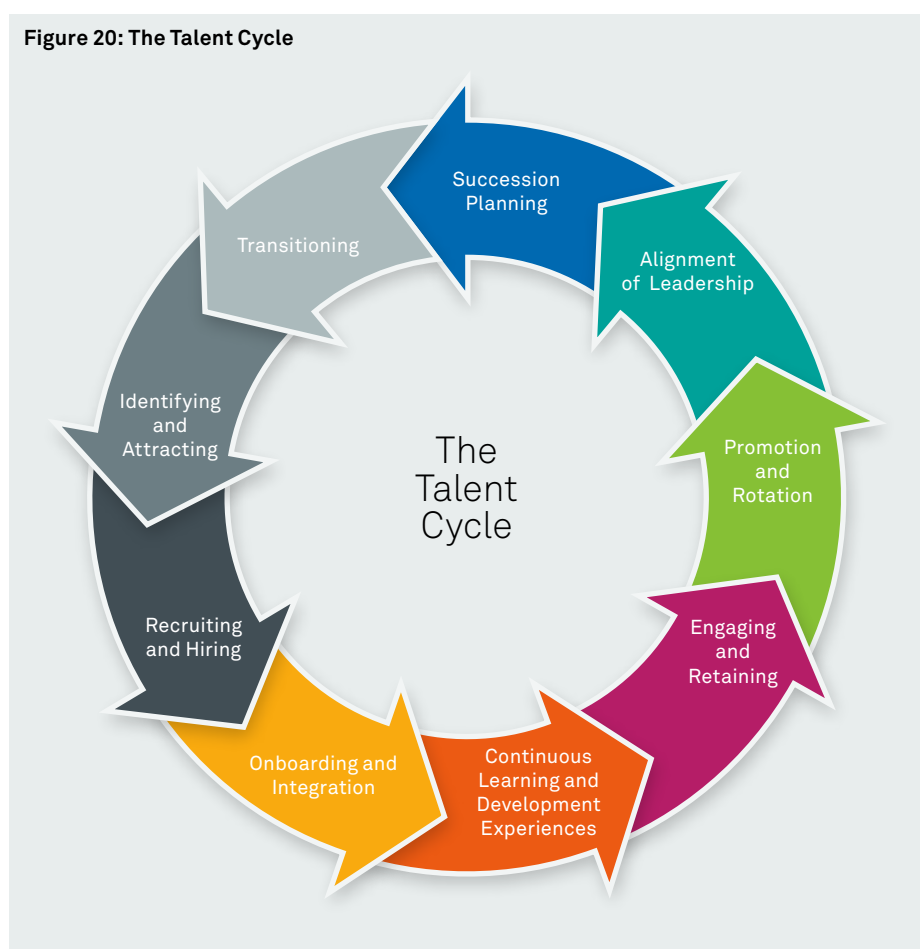 Figure 20: The Talent Cycle
Succession
Planning
Alignment
of Leadership
Transitioning
Identifying
and
Attracting
The
Talent
Cycle
Promotion
and
Rotation
Recruiting
and Hiring
Engaging
and
Retaining
Onboarding and
Integration
Continuous
Learning and
Development
Experiences